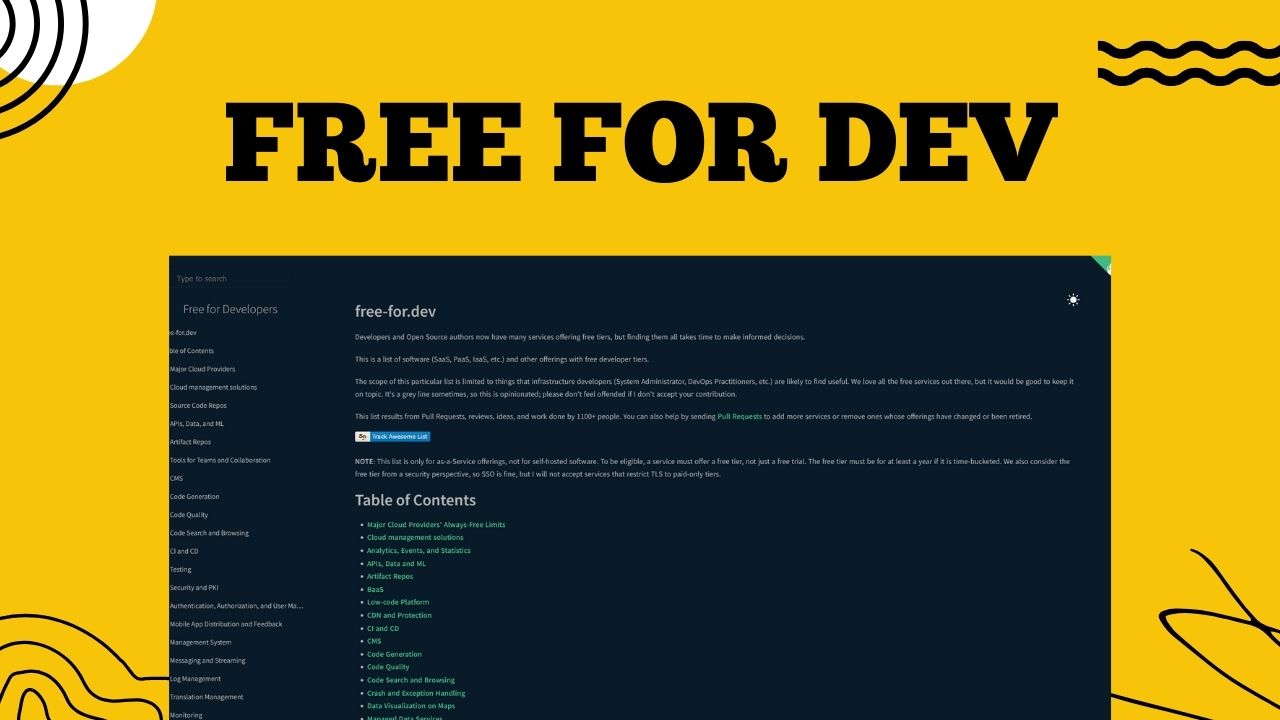 FREE FOR DEV
Type to search
Free for Developers
e-for.dev
ble of Contents
Major Cloud Providers
Cloud management solutions
Source Code Repos
APIs, Data, and ML
Artifact Repos
Tools for Teams and Collaboration
CMS
Code Generation
Code Quality
Code Search and Browsing
CI and CD
Testing
Security and PKI
Authentication, Authorization, and User Ma...
Mobile App Distribution and Feedback
Management System
Messaging and Streaming
Log Management
Translation Management
Monitoring
free-for.dev
Developers and Open Source authors now have many services offering free tiers, but finding them all takes time to make informed decisions.
This is a list of software (SaaS, PaaS, IaaS, etc.) and other offerings with free developer tiers.
The scope of this particular list is limited to things that infrastructure developers (System Administrator, DevOps Practitioners, etc.) are likely to find useful. We love all the free services out there, but it would be good to keep it
on topic. It's a grey line sometimes, so this is opinionated; please don't feel offended if I don't accept your contribution.
This list results from Pull Requests, reviews, ideas, and work done by 1100+ people. You can also help by sending Pull Requests to add more services or remove ones whose offerings have changed or been retired.
Track Awesome List
NOTE: This list is only for as-a-Service offerings, not for self-hosted software. To be eligible, a service must offer a free tier, not just a free trial. The free tier must be for at least a year if it is time-bucketed. We also consider the
free tier from a security perspective, so SSO is fine, but I will not accept services that restrict TLS to paid-only tiers.
Table of Contents
Major Cloud Providers' Always-Free Limits
Cloud management solutions
Analytics, Events, and Statistics
APIs, Data and ML
Artifact Repos
BaaS
Low-code Platform
CDN and Protection
CI and CD
CMS
Code Generation
Code Quality
Code Search and Browsing
Crash and Exception Handling
Data Visualization on Maps
Managed Data Services